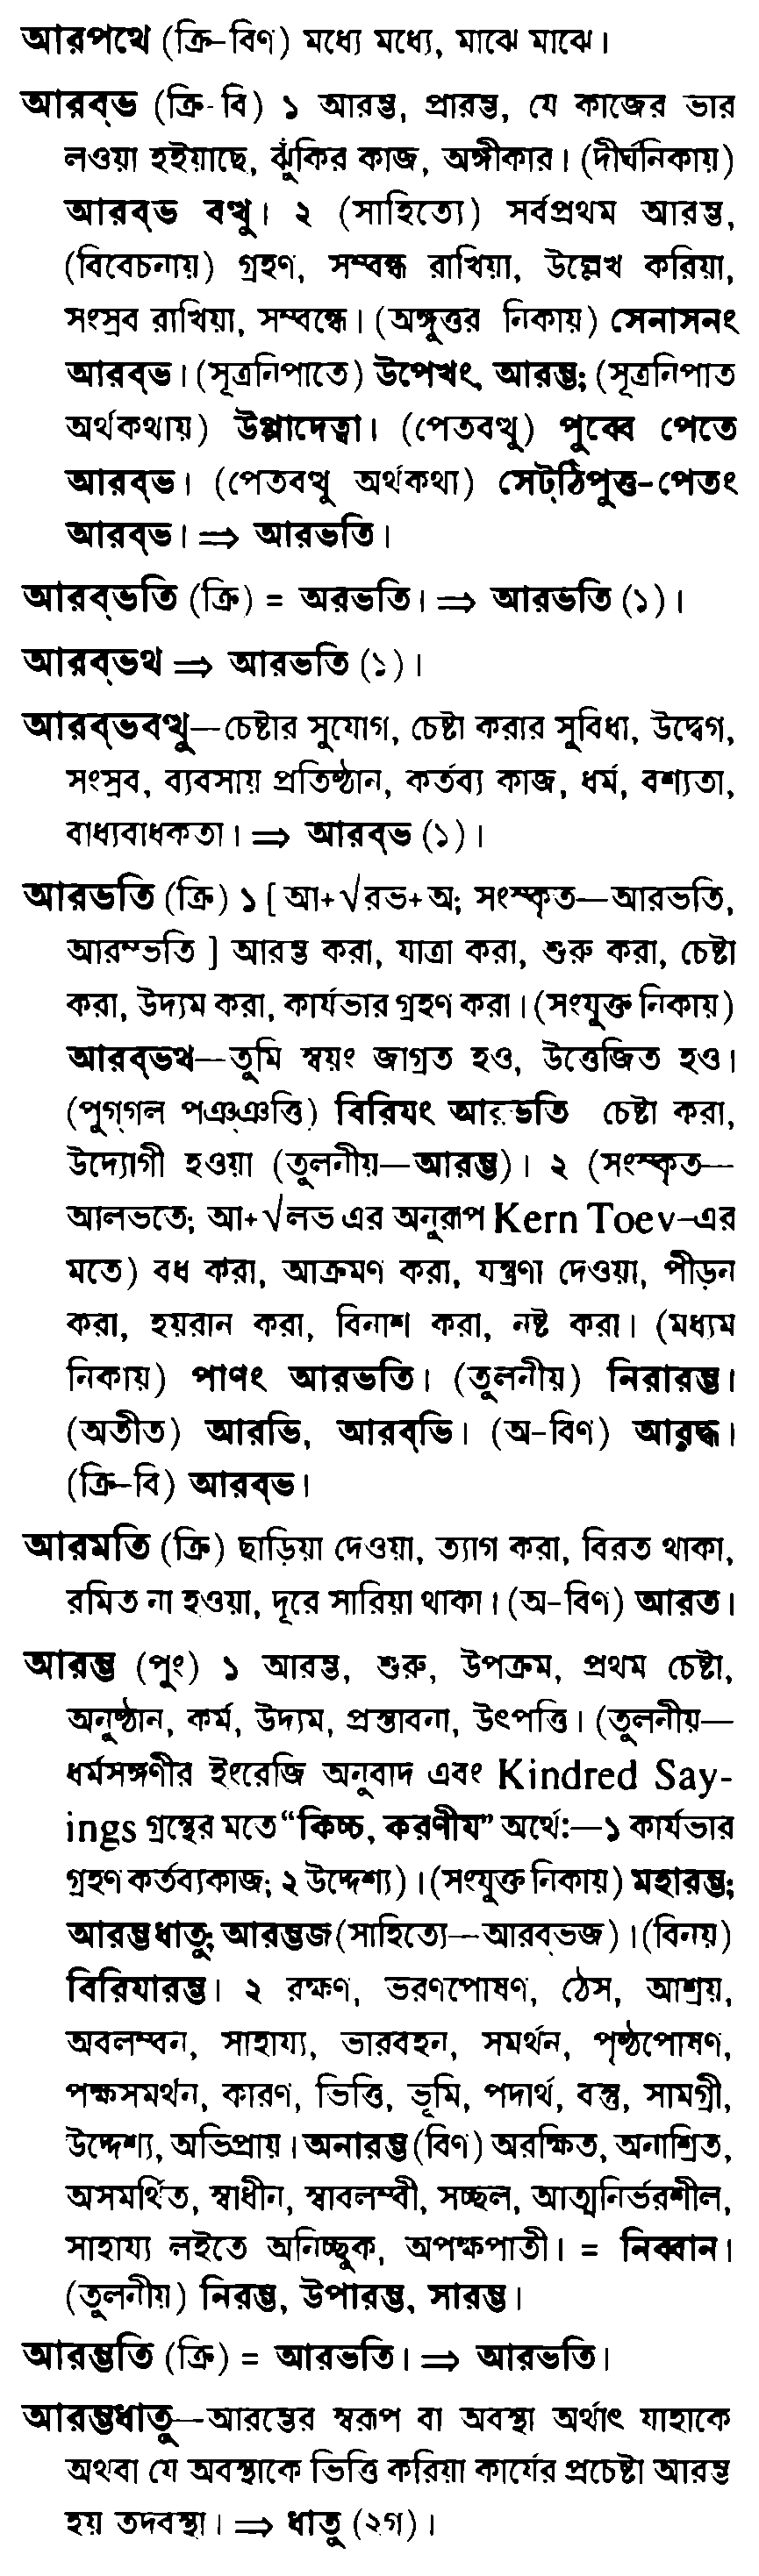 আরপথে (ক্রি-বিণ) মধ্যে মধ্যে, মাঝে মাঝে।
আরব্ভ (ক্রি-বি) ১ আরম্ভ, প্রারম্ভ, যে কাজের ভার
লওয়া হইয়াছে, ঝুঁকির কাজ, অঙ্গীকার। (দীর্ঘনিকায়)
আরব্ভ বত্থু। ২ (সাহিত্যে) সর্বপ্রথম আরম্ভ,
(বিবেচনায়) গ্রহণ, সম্বন্ধ রাখিয়া, উল্লেখ করিয়া,
সংস্রব রাখিয়া, সম্বন্ধে। (অঙ্গুত্তর নিকায়) সেনাসনং
আরব্ভ। (সূত্রনিপাতে) উপেখং, আরম্ভ; (সূত্রনিপাত
অর্থকথায়) উপ্পাদেত্বা। (পেতবত্থু) পুব্বে পেতে
আরব্ভ। (পেতবত্থু অর্থকথা) সেট্‌ঠিপুত্ত-পেতং
আরব্ভ। ⇒ আরভতি।
আরব্ভতি (ক্রি) = অরভতি। ⇒ আরভতি (১)।
আরব্ভথ ⇒ আরভতি (১)।
আরব্ভবত্থু—চেষ্টার সুযোগ, চেষ্টা করার সুবিধা, উদ্বেগ,
সংস্রব, ব্যবসায় প্রতিষ্ঠান, কর্তব্য কাজ, ধর্ম, বশ্যতা,
বাধ্যবাধকতা। ⇒ আরব্ভ (১)।
আরভতি (ক্রি) ১ [ আ+√রভ+অ; সংস্কৃত—আরভতি,
আরম্ভতি ] আরম্ভ করা, যাত্রা করা, শুরু করা, চেষ্টা
করা, উদ্যম করা, কার্যভার গ্রহণ করা। (সংযুক্ত নিকায়)
আরব্ভথ—তুমি স্বয়ং জাগ্রত হও, উত্তেজিত হও।
(পুগ্‌গল পঞ্‌ঞত্তি) বিরিযং আরভতি চেষ্টা করা,
উদ্যোগী হওয়া (তুলনীয়—আরম্ভ)। ২ (সংস্কৃত—
আলভতে; আ+√লভ এর অনুরূপ Kern Toev-এর
মতে) বধ করা, আক্রমণ করা, যন্ত্রণা দেওয়া, পীড়ন
করা, হয়রান করা, বিনাশ করা, নষ্ট করা। (মধ্যম
নিকায়) পাণং আরভতি। (তুলনীয়) নিরারম্ভ।
(অতীত) আরভি, আরব্ভি। (অ-বিণ) আরদ্ধ।
(ক্রি-বি) আরব্ভ।
আরমতি (ক্রি) ছাড়িয়া দেওয়া, ত্যাগ করা, বিরত থাকা,
রমিত না হওয়া, দূরে সারিয়া থাকা। (অ-বিণ) আরত।
আরম্ভ (পুং) ১ আরম্ভ, শুরু, উপক্রম, প্রথম চেষ্টা,
অনুষ্ঠান, কর্ম, উদ্যম, প্রস্তাবনা, উৎপত্তি। (তুলনীয়—
ধর্মসঙ্গণীর ইংরেজি অনুবাদ এবং Kindred Say-
ings গ্রন্থের মতে “কিচ্চ, করণীয” অর্থে:—১ কার্যভার
গ্রহণ কর্তব্যকাজ; ২ উদ্দেশ্য)। (সংযুক্ত নিকায়) মহারম্ভ;
আরম্ভধাতু; আরম্ভজ (সাহিত্যে—আরব্ভজ)। (বিনয়)
বিরিযারম্ভ। ২ রক্ষণ, ভরণপোষণ, ঠেস, আশ্রয়,
অবলম্বন, সাহায্য, ভারবহন, সমর্থন, পৃষ্ঠপোষণ,
পক্ষসমর্থন, কারণ, ভিত্তি, ভূমি, পদার্থ, বস্তু, সামগ্রী,
উদ্দেশ্য, অভিপ্রায়। অনারম্ভ (বিণ) অরক্ষিত, অনাশ্রিত,
অসমর্থিত, স্বাধীন, স্বাবলম্বী, সচ্ছল, আত্মনির্ভরশীল,
সাহায্য লইতে অনিচ্ছুক, অপক্ষপাতী। = নিব্বান।
(তুলনীয়) নিরম্ভ, উপারম্ভ, সারম্ভ।
আরম্ভতি (ক্রি) = আরভতি। ⇒ আরভতি।
আরম্ভধাতু—আরম্ভের স্বরূপ বা অবস্থা অর্থাৎ যাহাকে
অথবা যে অবস্থাকে ভিত্তি করিয়া কার্যের প্রচেষ্টা আরম্ভ
হয় তদবস্থা। ⇒ ধাতু (২গ)।